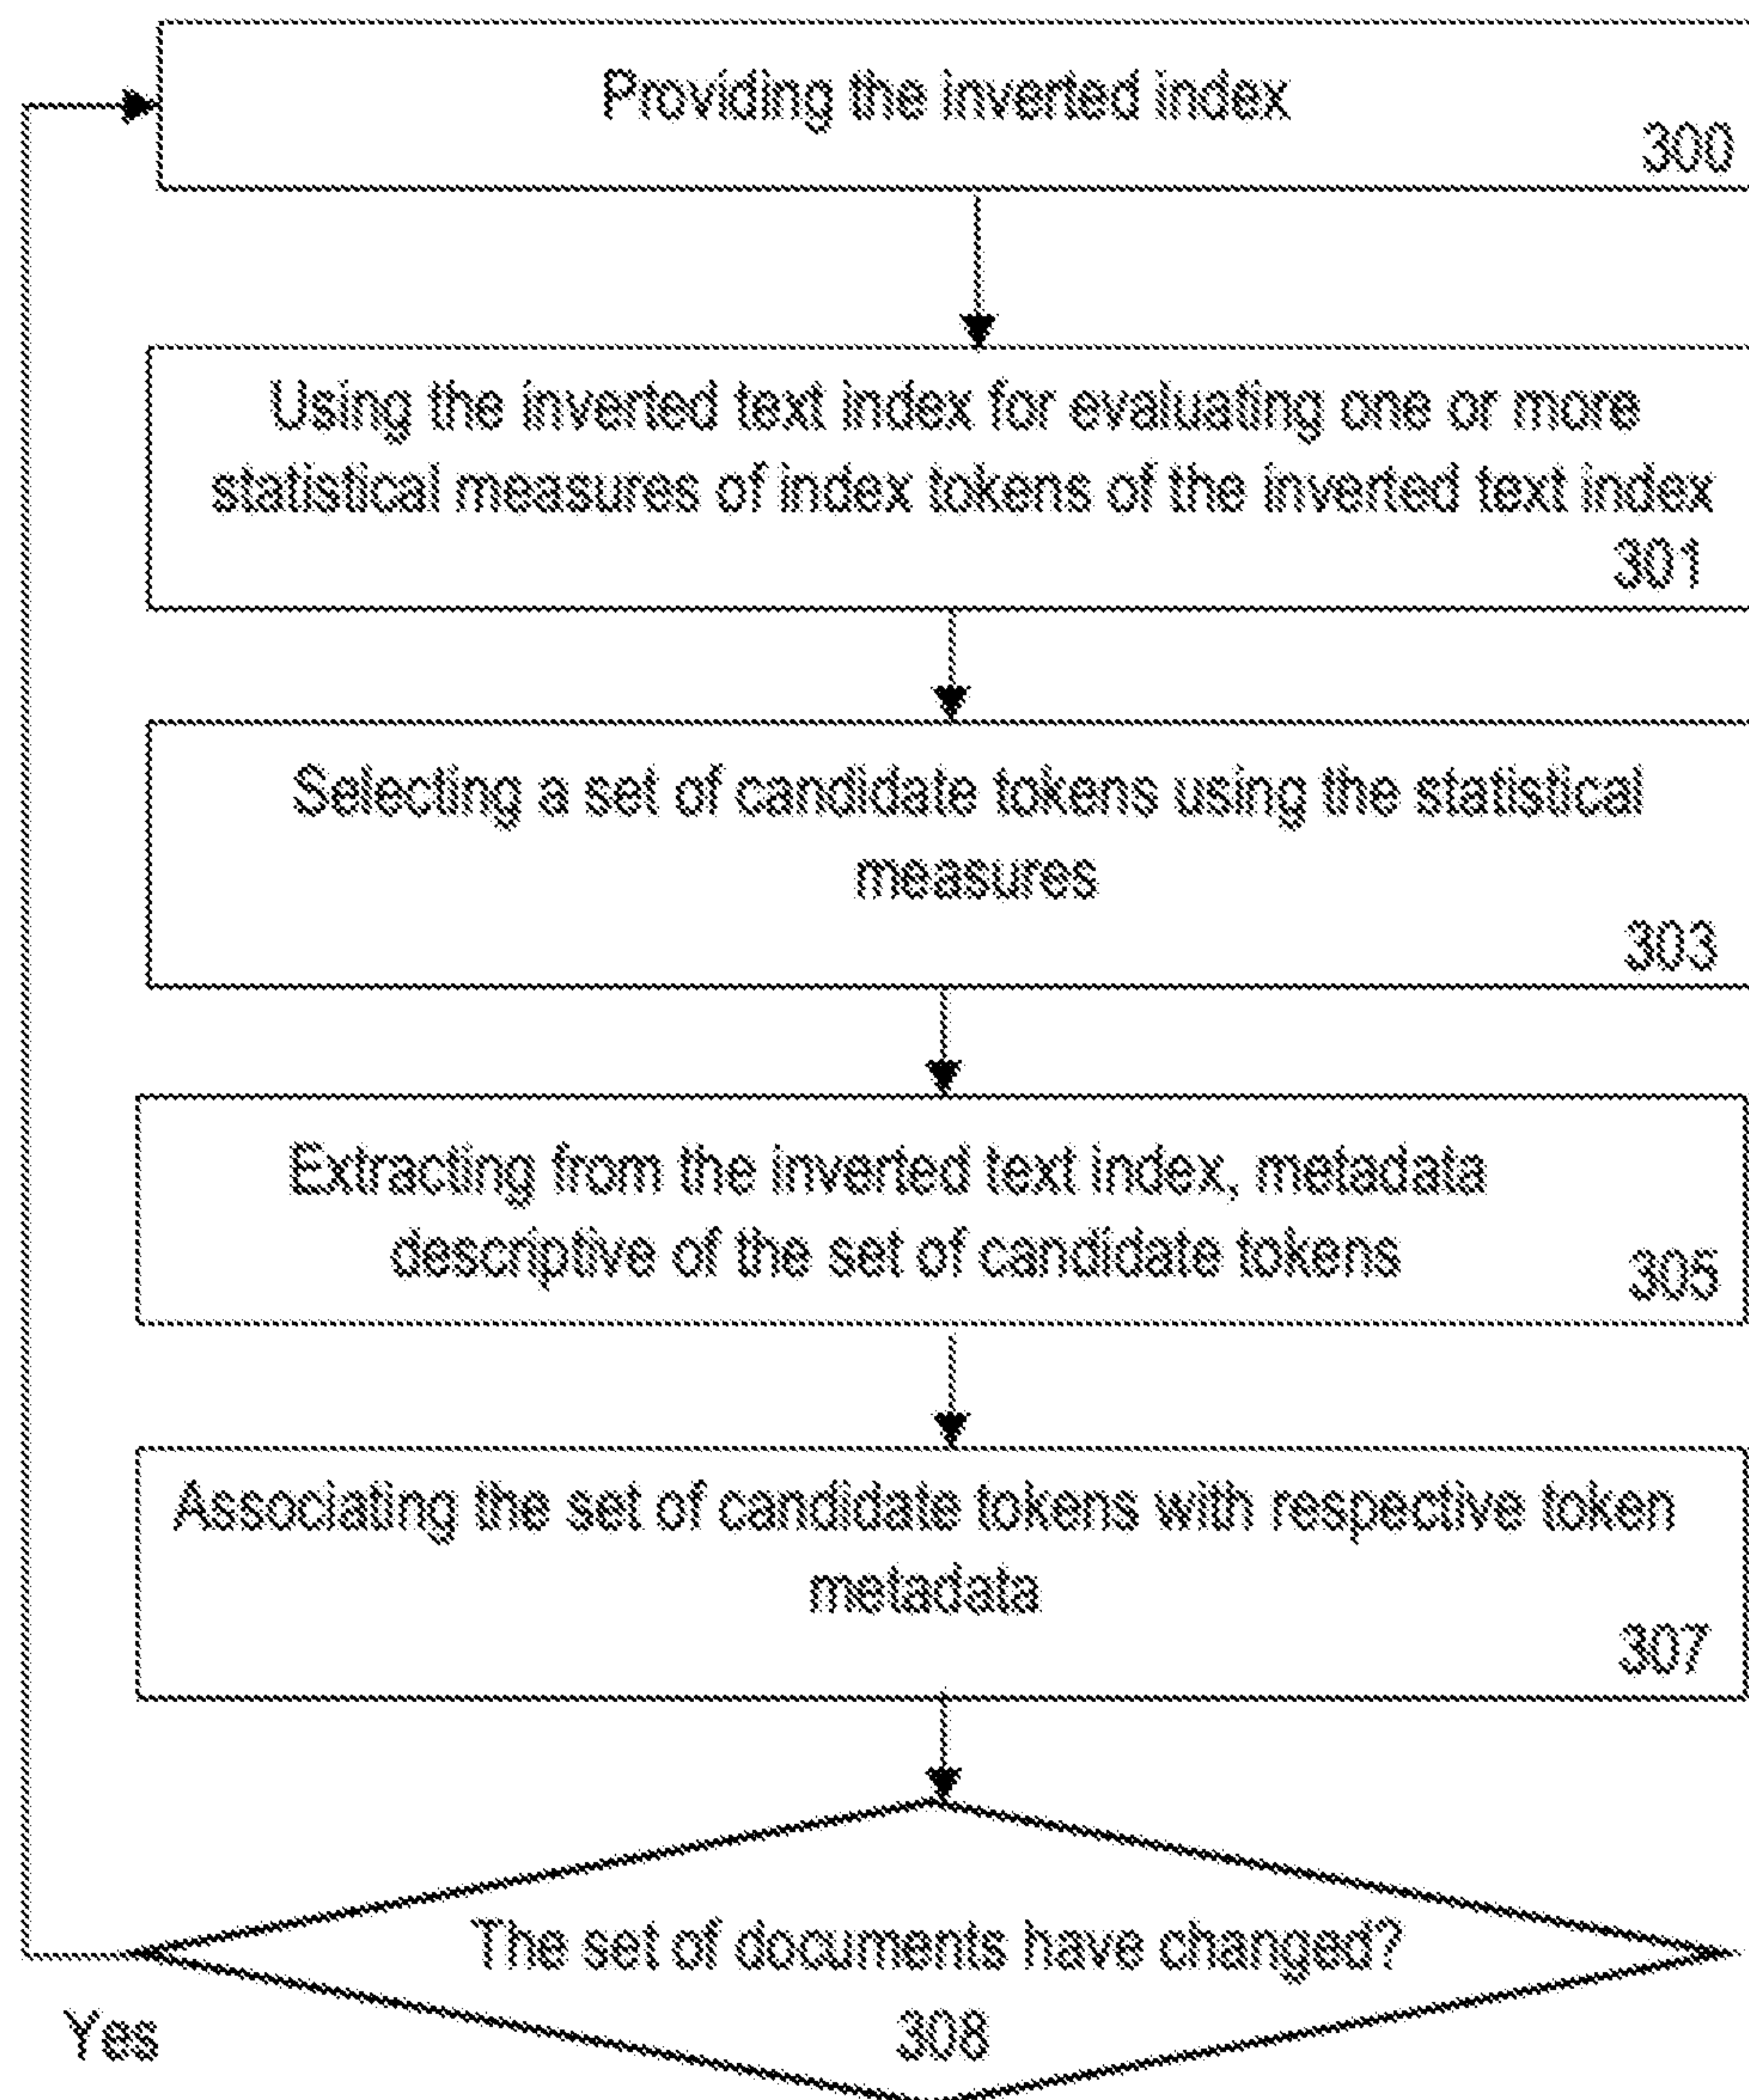 Providing the inverted index
300
Using the inverted text index for evaluating one or more
statistical measures of index tokens of the inverted text index
301
Selecting a set of candidate tokens using the statistical
measures
303
Extracting from the inverted text index, metadata
descriptive of the set of candidate tokens
305
Associating the set of candidate tokens with respective token
metadata
307
The set of documents have changed?
308
Yes